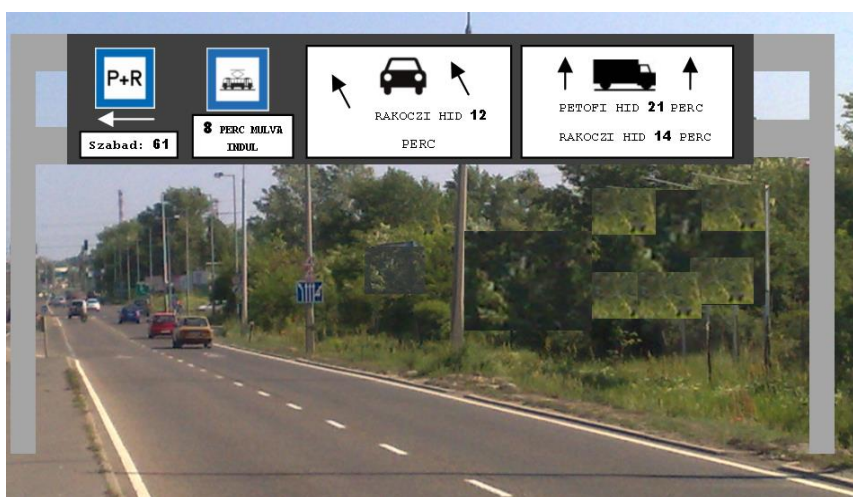 P+R
Szabad: 61
8 PERC MULVA
INDUL
RAKOCZI HID 12
PERC
PETOFI HID 21 PERC
RAKOCZI HID 14 PERC